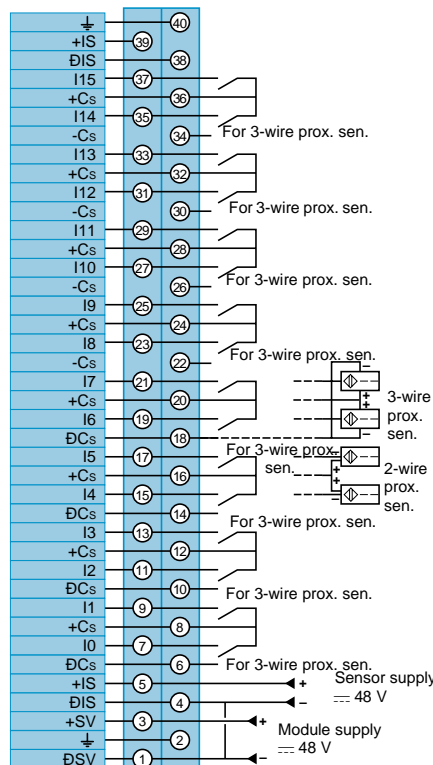 40
+IS 39
ÐIS 38
I15 37
+Cs 36
I14 35
-Cs 34 For 3-wire prox. sen.
I13 33
+Cs 32
I12 31
-Cs 30 For 3-wire prox. sen.
I11 29
+Cs 28
I10 27 For 3-wire prox. sen.
-Cs 26
I9 25
+Cs 24
I8 23
-Cs 22 For 3-wire prox. sen.
I7 21 −
+Cs 20 + 3-wire
I6 19 + prox.
ÐCs 18 − sen.
I5 17 For 3-wire prox. −
sen. + 2-wire
+Cs 16 + prox.
I4 15 − sen.
ÐCs 14 For 3-wire prox. sen.
I3 13
+Cs 12
I2 11
ÐCs 10 For 3-wire prox. sen.
I1 9
+Cs 8
I0 7
ÐCs 6 For 3-wire prox. sen.
+IS 5 + Sensor supply
ÐIS 4 − 48 V
+SV 3 + Module supply
2 48 V
ÐSV 1 −